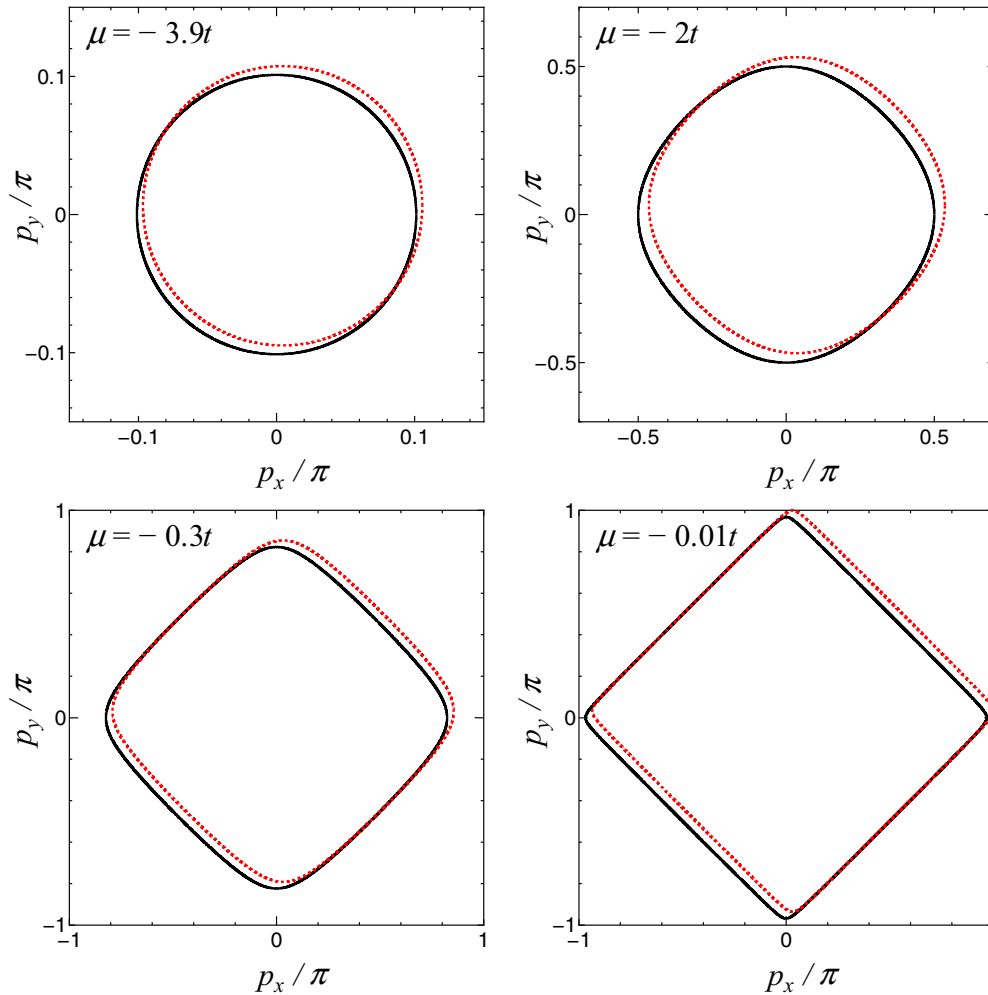 μ = − 3.9t
0.1
0
−0.1
p_y / π
−0.1
0
0.1
p_x / π
μ = − 2t
0.5
0
−0.5
p_y / π
−0.5
0
0.5
p_x / π
μ = − 0.3t
1
0
−1
p_y / π
−1
0
1
p_x / π
μ = − 0.01t
1
0
−1
p_y / π
−1
0
p_x / π